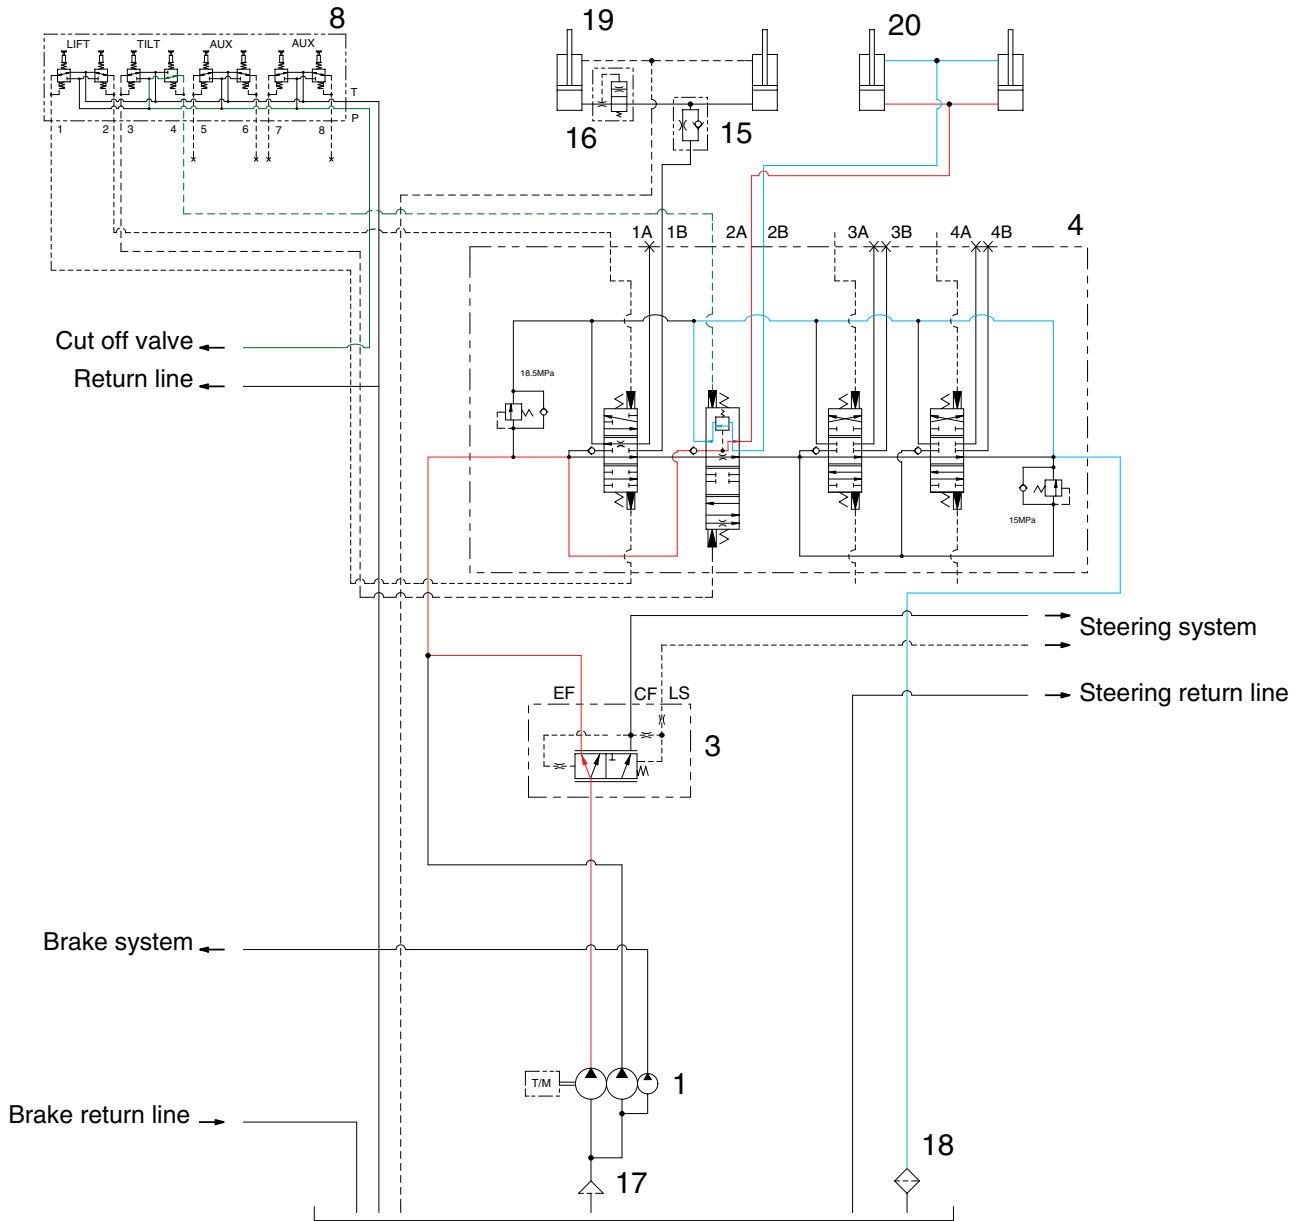 8
19
20
LIFT
TILT
AUX
AUX
T
P
1
2
3
4
5
6
7
8
16
15
1A
1B
2A
2B
3A
3B
4A
4B
4
Cut off valve
Return line
18.5MPa
15MPa
Steering system
EF
CF
LS
Steering return line
3
Brake system
T/M
1
Brake return line
17
18